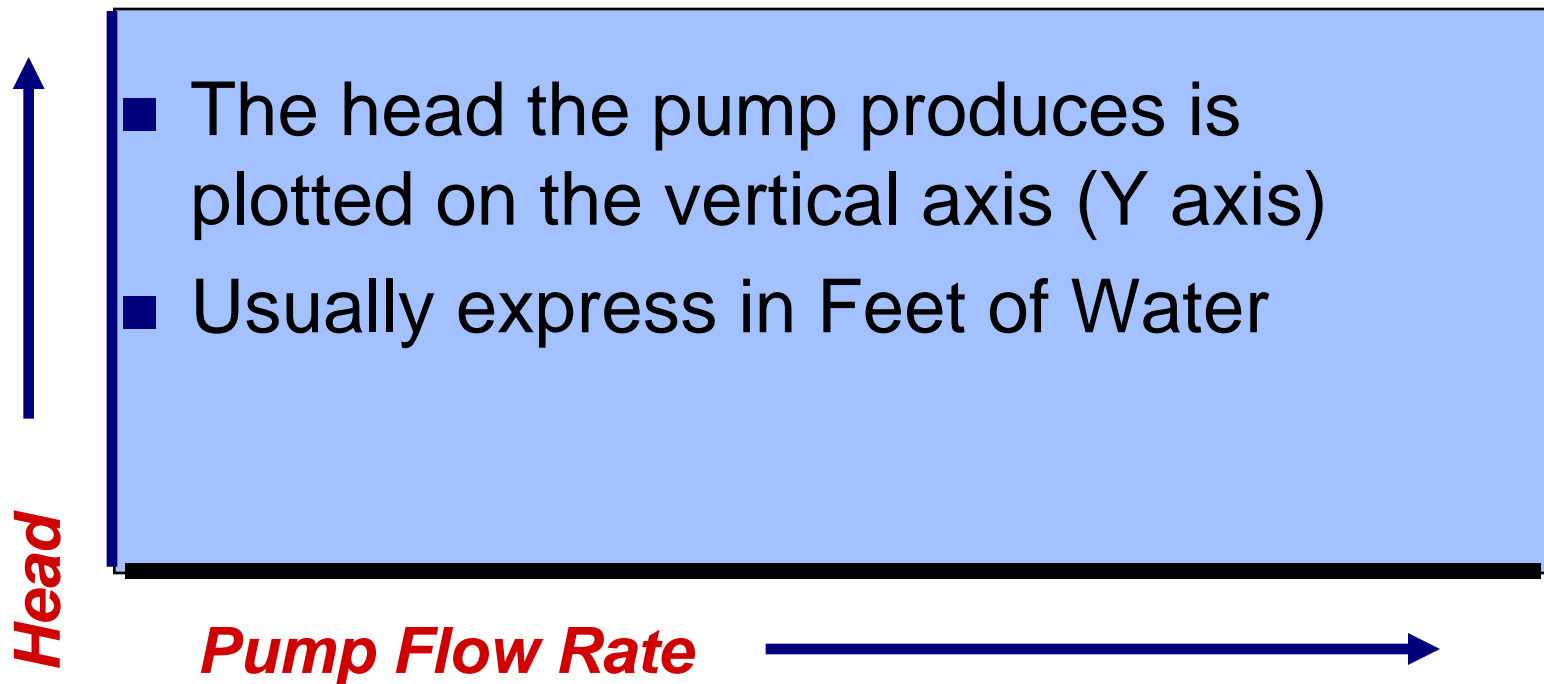 The head the pump produces is
plotted on the vertical axis (Y axis)
Usually express in Feet of Water
Head
Pump Flow Rate